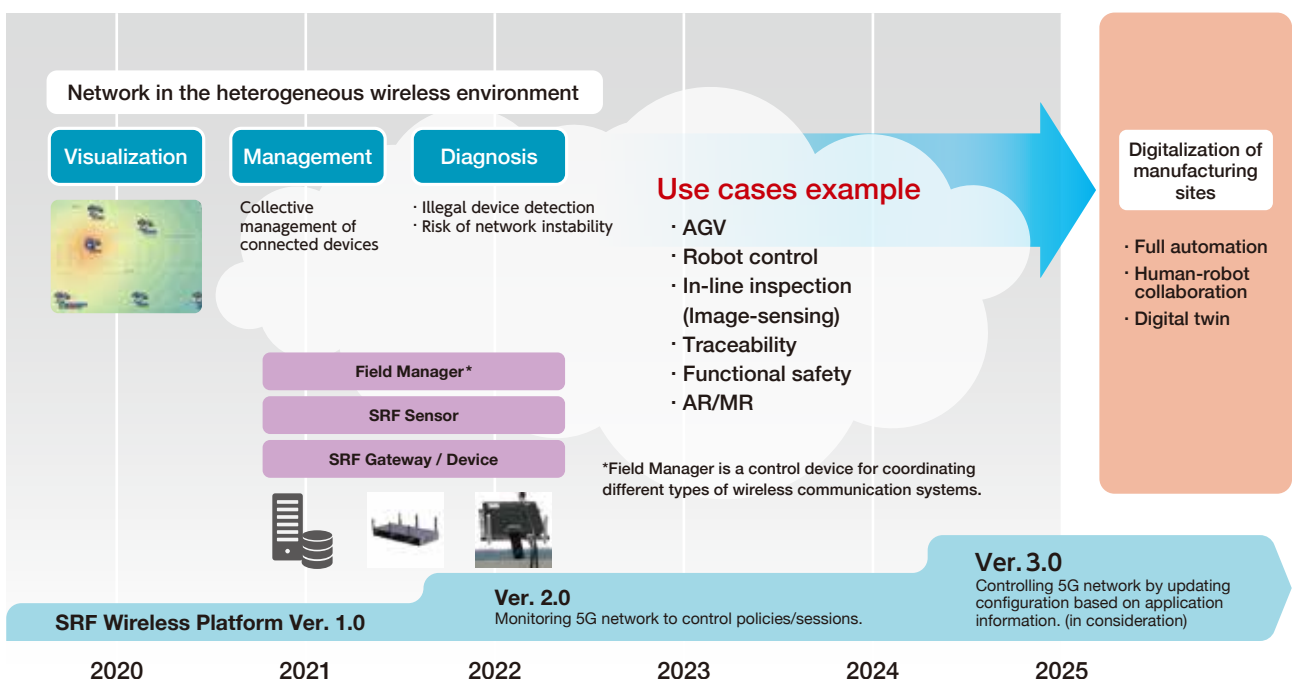 Network in the heterogeneous wireless environment
Visualization
Management
Diagnosis
Collective
management of
connected devices
· Illegal device detection
· Risk of network instability
Use cases example
· AGV
· Robot control
· In-line inspection
(Image-sensing)
· Traceability
· Functional safety
· AR/MR
Digitalization of
manufacturing
sites
· Full automation
· Human-robot
collaboration
· Digital twin
Field Manager*
SRF Sensor
SRF Gateway / Device
*Field Manager is a control device for coordinating
different types of wireless communication systems.
SRF Wireless Platform Ver. 1.0
Ver. 2.0
Monitoring 5G network to control policies/sessions.
Ver. 3.0
Controlling 5G network by updating
configuration based on application
information. (in consideration)
2020
2021
2022
2023
2024
2025